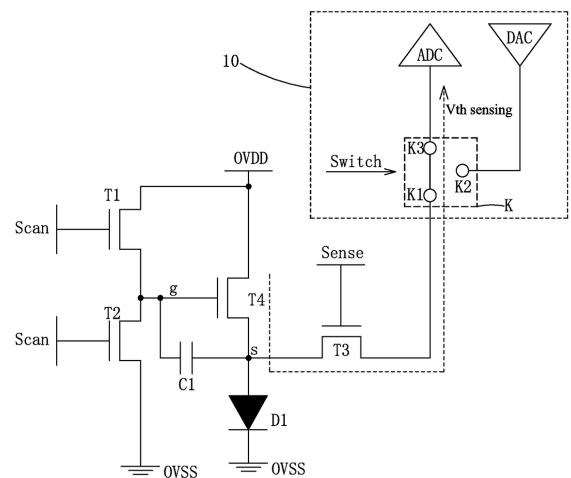 ADC
DAC
10
Vth sensing
K3
Switch
K2
K1
K
OVDD
T1
Scan
Sense
g
T4
T2
Scan
s
T3
C1
D1
OVSS
OVSS